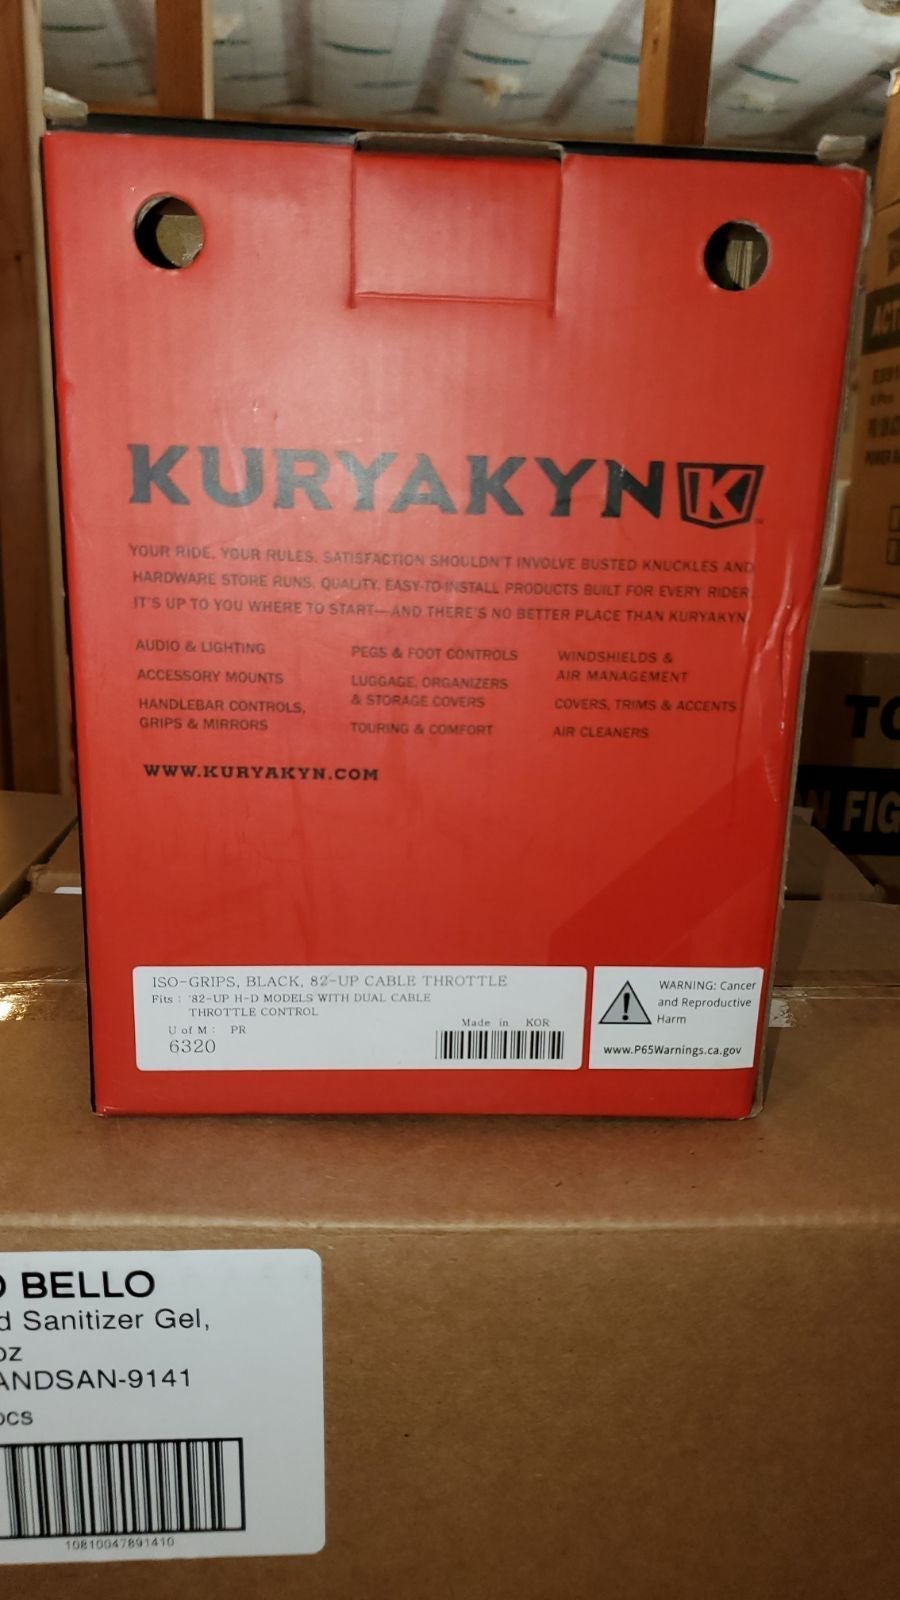 KURYAKYN K
YOUR RIDE, YOUR RULES. SATISFACTION SHOULDN'T INVOLVE BUSTED KNUCKLES AND
HARDWARE STORE RUNS. QUALITY, EASY-TO-INSTALL PRODUCTS BUILT FOR EVERY RIDER.
IT'S UP TO YOU WHERE TO START—AND THERE'S NO BETTER PLACE THAN KURYAKYN
AUDIO & LIGHTING
ACCESSORY MOUNTS
HANDLEBAR CONTROLS,
GRIPS & MIRRORS
PEGS & FOOT CONTROLS
LUGGAGE, ORGANIZERS
& STORAGE COVERS
TOURING & COMFORT
WINDSHIELDS &
AIR MANAGEMENT
COVERS, TRIMS & ACCENTS
AIR CLEANERS
WWW.KURYAKYN.COM
ISO-GRIPS, BLACK, 82-UP CABLE THROTTLE
Fits : '82-UP H-D MODELS WITH DUAL CABLE
THROTTLE CONTROL
U of M : PR
6320
Made in KOR
WARNING: Cancer
and Reproductive
Harm
www.P65Warnings.ca.gov
O BELLO
d Sanitizer Gel,
oz
ANDSAN-9141
pcs
10810047891410
ACT
TO
N FIG